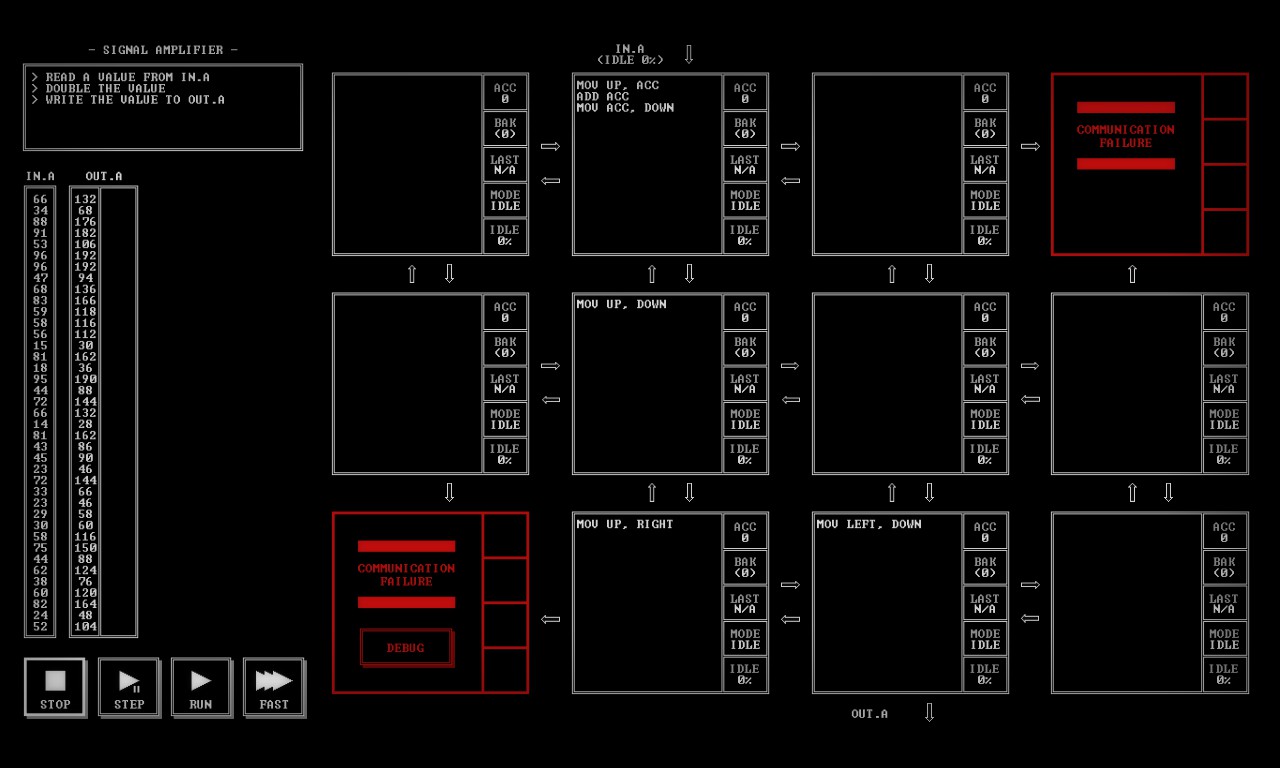 - SIGNAL AMPLIFIER -
> READ A VALUE FROM IN.A
> DOUBLE THE VALUE
> WRITE THE VALUE TO OUT.A
IN.A OUT.A
66 132
34 68
88 176
91 182
53 106
96 192
96 192
47 94
68 136
83 166
59 118
58 116
56 112
15 30
81 162
18 36
95 190
44 88
72 144
66 132
14 28
81 162
43 86
45 90
23 46
72 144
33 66
23 46
29 58
30 60
58 116
75 150
44 88
62 124
38 76
60 120
82 164
24 48
52 104
STOP
STEP
RUN
FAST
IN.A
(IDLE 0%)
ACC
0
BAK
(0)
LAST
N/A
MODE
IDLE
IDLE
0%
MOV UP, ACC
ADD ACC
MOV ACC, DOWN
ACC
0
BAK
(0)
LAST
N/A
MODE
IDLE
IDLE
0%
ACC
0
BAK
(0)
LAST
N/A
MODE
IDLE
IDLE
0%
COMMUNICATION
FAILURE
ACC
0
BAK
(0)
LAST
N/A
MODE
IDLE
IDLE
0%
MOV UP, DOWN
ACC
0
BAK
(0)
LAST
N/A
MODE
IDLE
IDLE
0%
ACC
0
BAK
(0)
LAST
N/A
MODE
IDLE
IDLE
0%
ACC
0
BAK
(0)
LAST
N/A
MODE
IDLE
IDLE
0%
COMMUNICATION
FAILURE
DEBUG
MOV UP, RIGHT
ACC
0
BAK
(0)
LAST
N/A
MODE
IDLE
IDLE
0%
MOV LEFT, DOWN
ACC
0
BAK
(0)
LAST
N/A
MODE
IDLE
IDLE
0%
ACC
0
BAK
(0)
LAST
N/A
MODE
IDLE
IDLE
0%
OUT.A